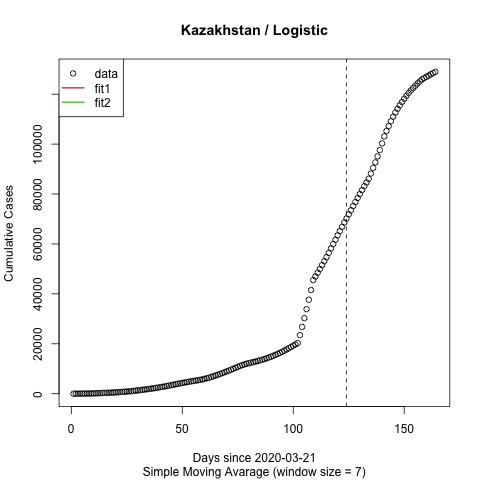 Kazakhstan / Logistic
data
fit1
fit2
Cumulative Cases
0
20000
40000
60000
80000
100000
0
50
100
150
Days since 2020-03-21
Simple Moving Avarage (window size = 7)